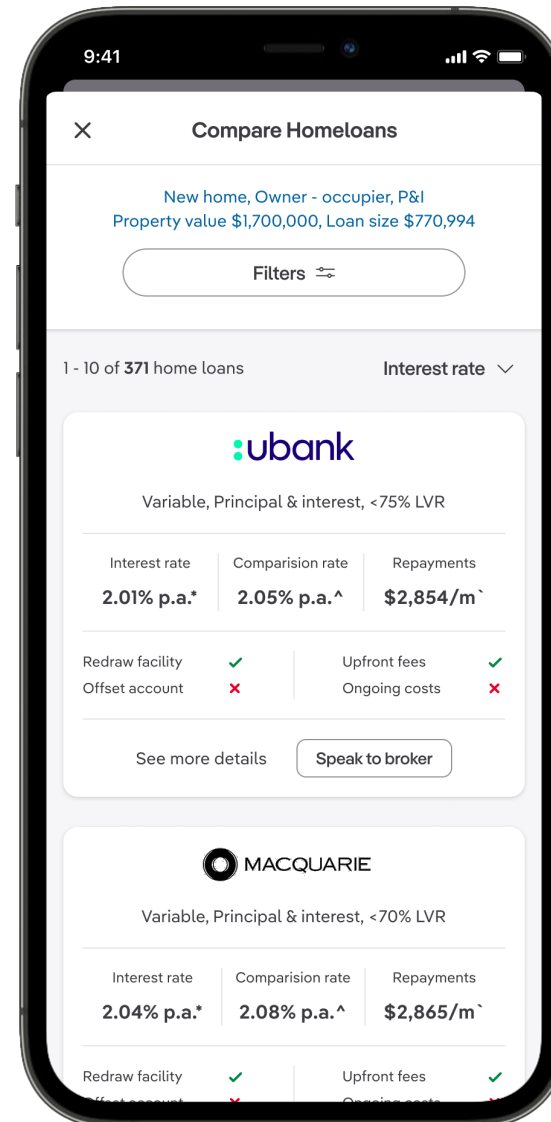 9:41
Compare Homeloans
New home, Owner - occupier, P&I
Property value $1,700,000, Loan size $770,994
Filters
1 - 10 of 371 home loans
Interest rate
:ubank
Variable, Principal & interest, <75% LVR
Interest rate Comparision rate Repayments
2.01% p.a.* 2.05% p.a.^ $2,854/m`
Redraw facility Upfront fees
Offset account Ongoing costs
See more details Speak to broker
MACQUARIE
Variable, Principal & interest, <70% LVR
Interest rate Comparision rate Repayments
2.04% p.a.* 2.08% p.a.^ $2,865/m`
Redraw facility Upfront fees
Offset account Ongoing costs